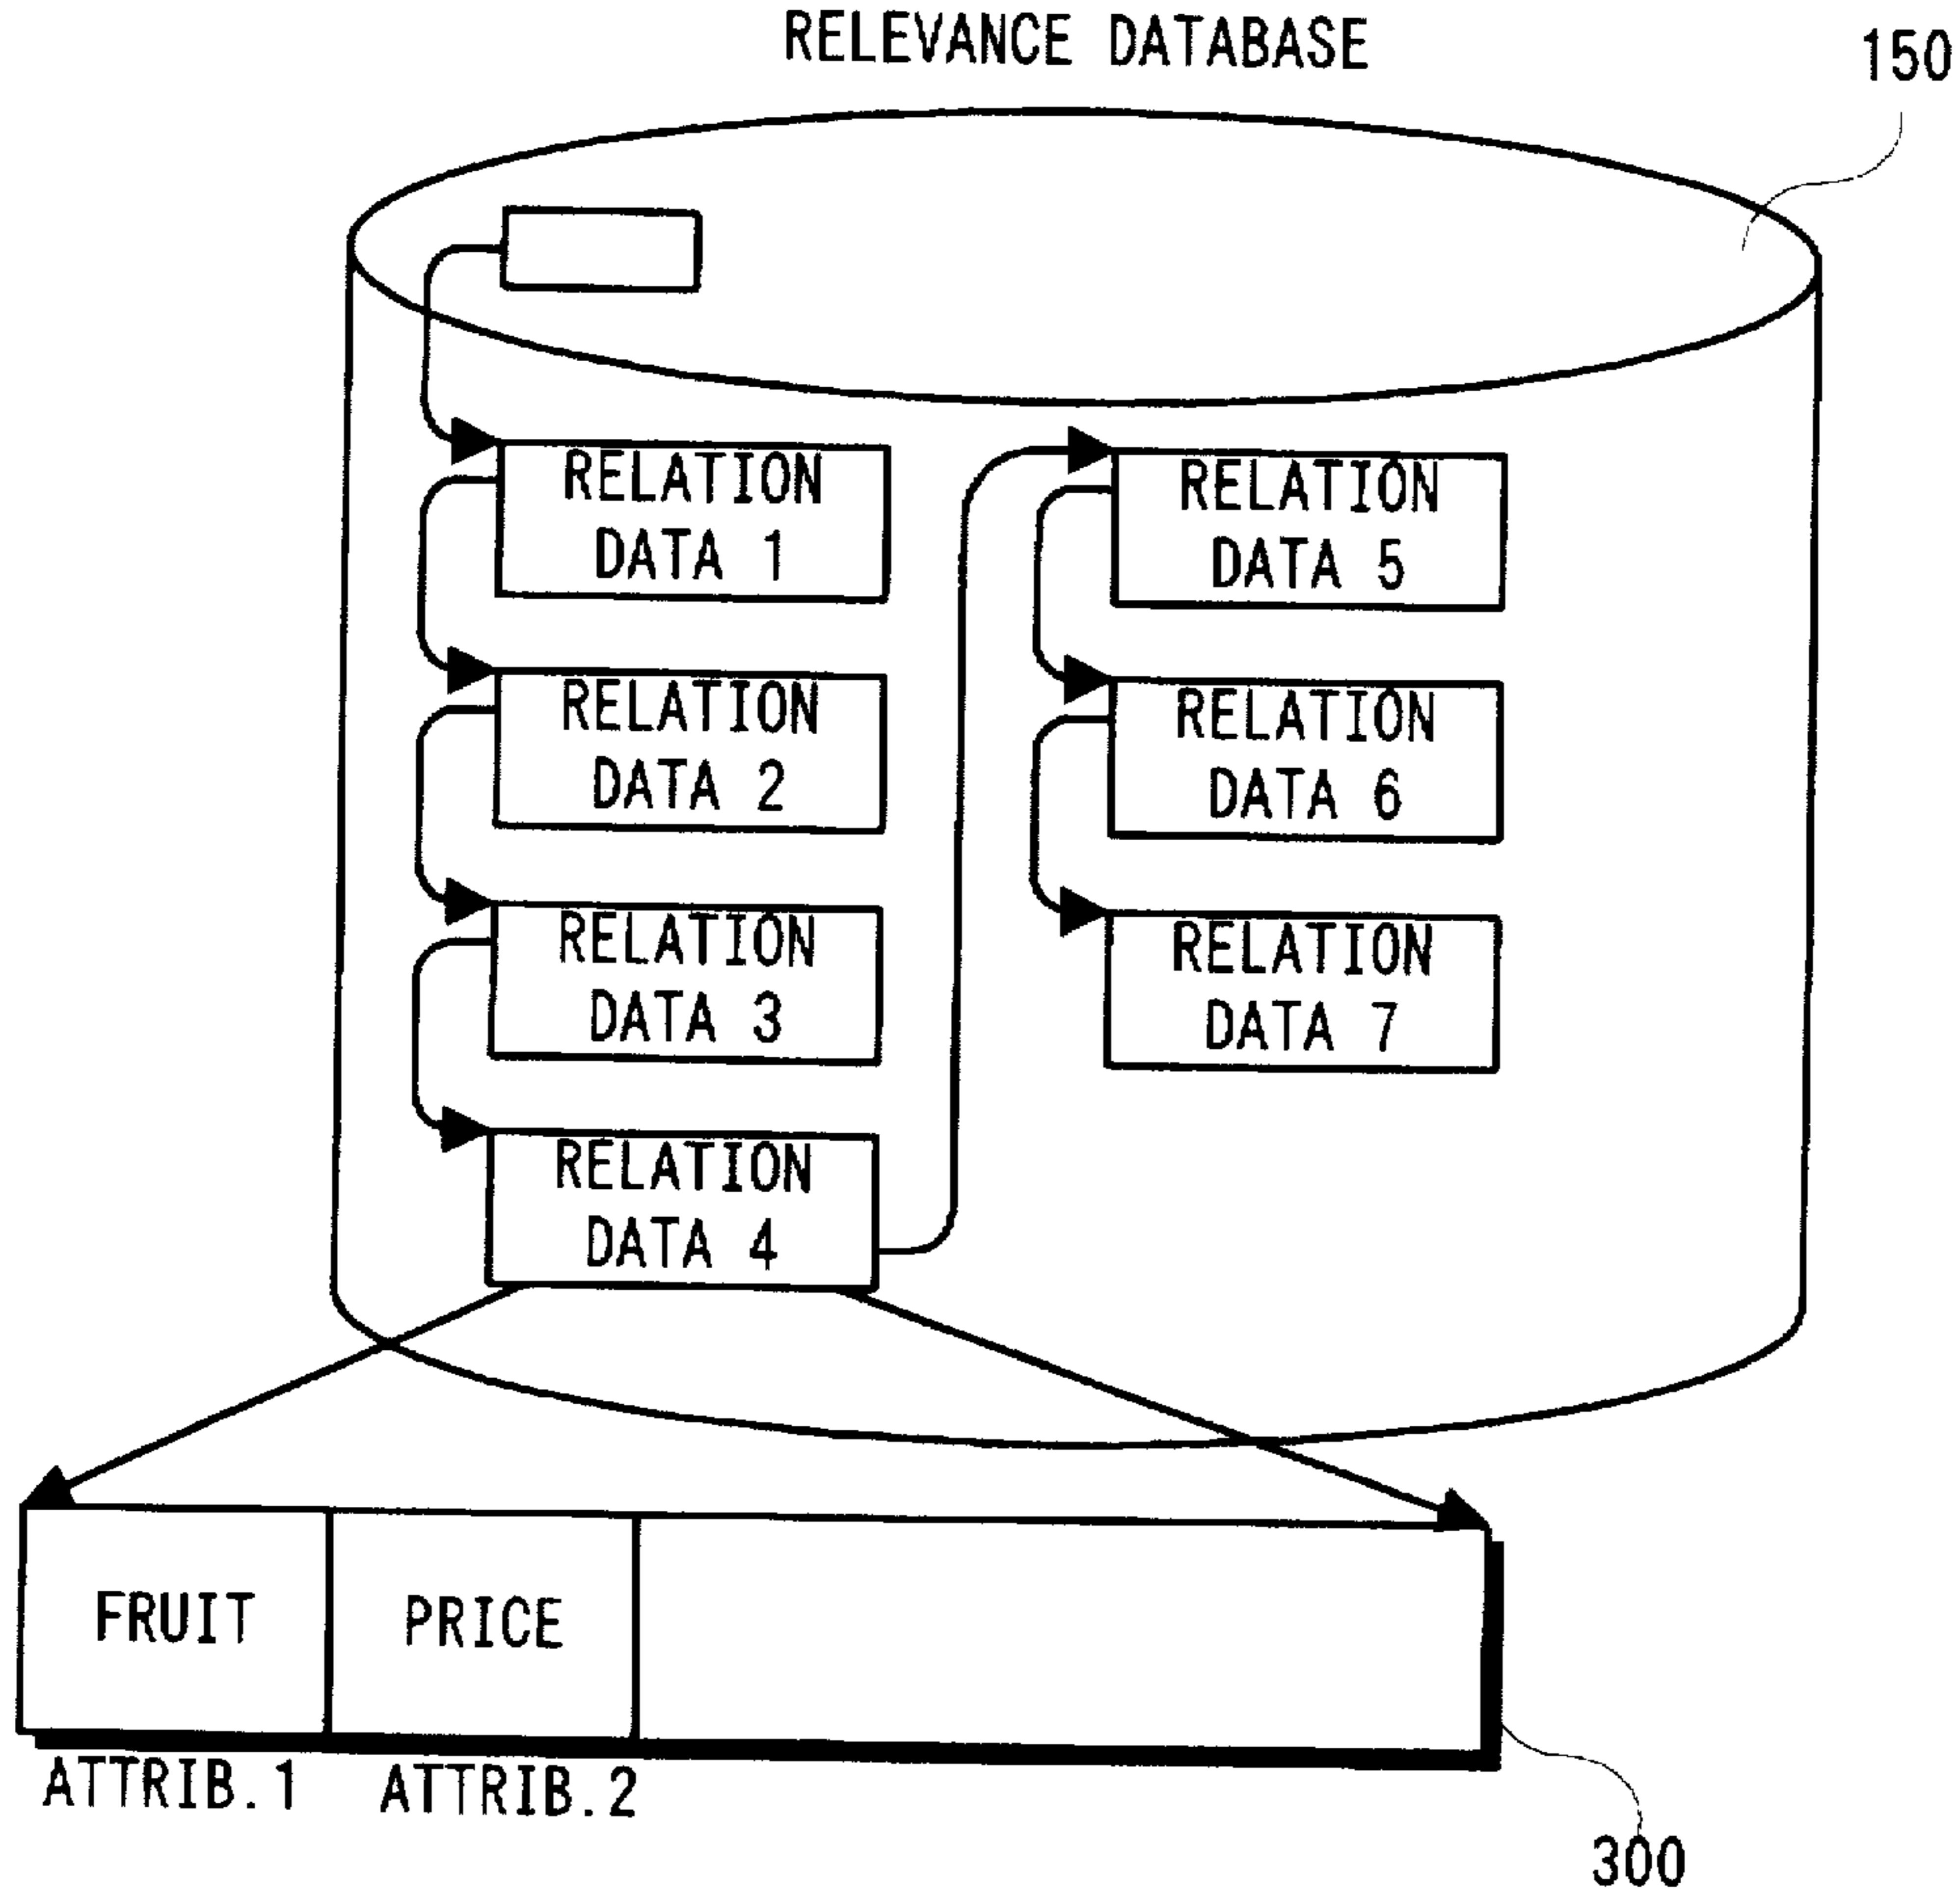 RELEVANCE DATABASE
150
RELATION
DATA 1
RELATION
DATA 2
RELATION
DATA 3
RELATION
DATA 4
RELATION
DATA 5
RELATION
DATA 6
RELATION
DATA 7
FRUIT
PRICE
ATTRIB.1
ATTRIB.2
300